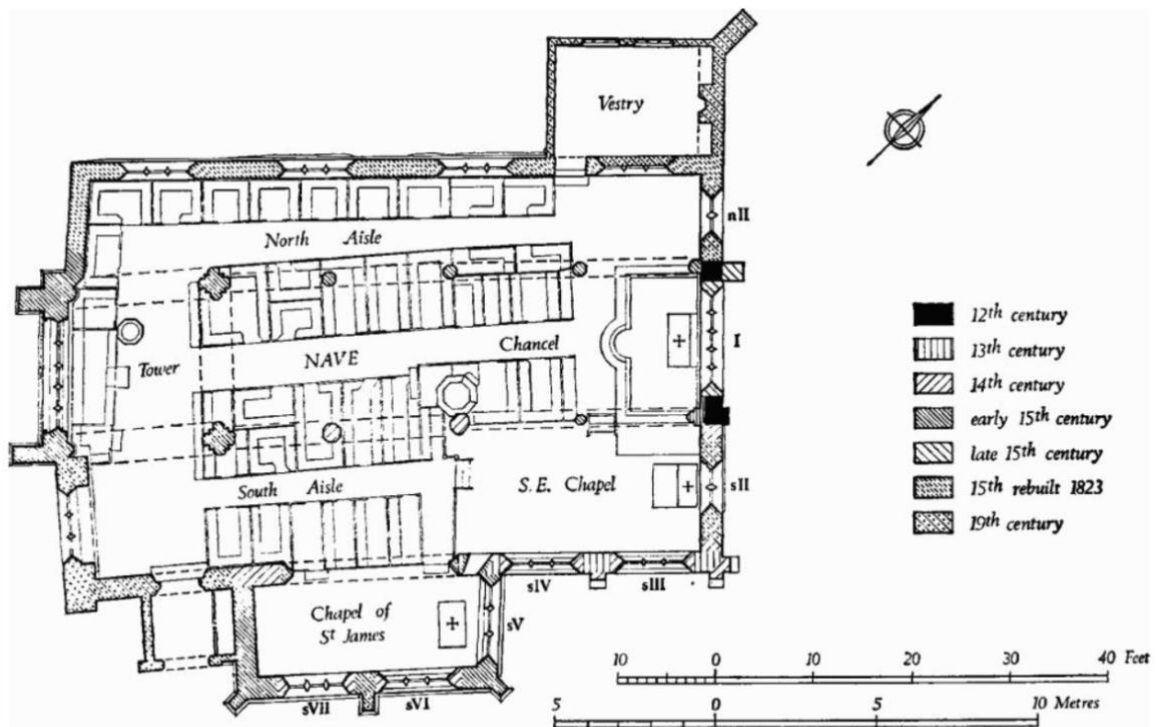 Vestry
nII
North Aisle
Tower
NAVE
Chancel
I
South Aisle
S.E. Chapel
sII
sIV
sIII
Chapel of
St James
sV
sVII
sVI
12th century
13th century
14th century
early 15th century
late 15th century
15th rebuilt 1823
19th century
10 0 10 20 30 40 Feet
5 0 5 10 Metres